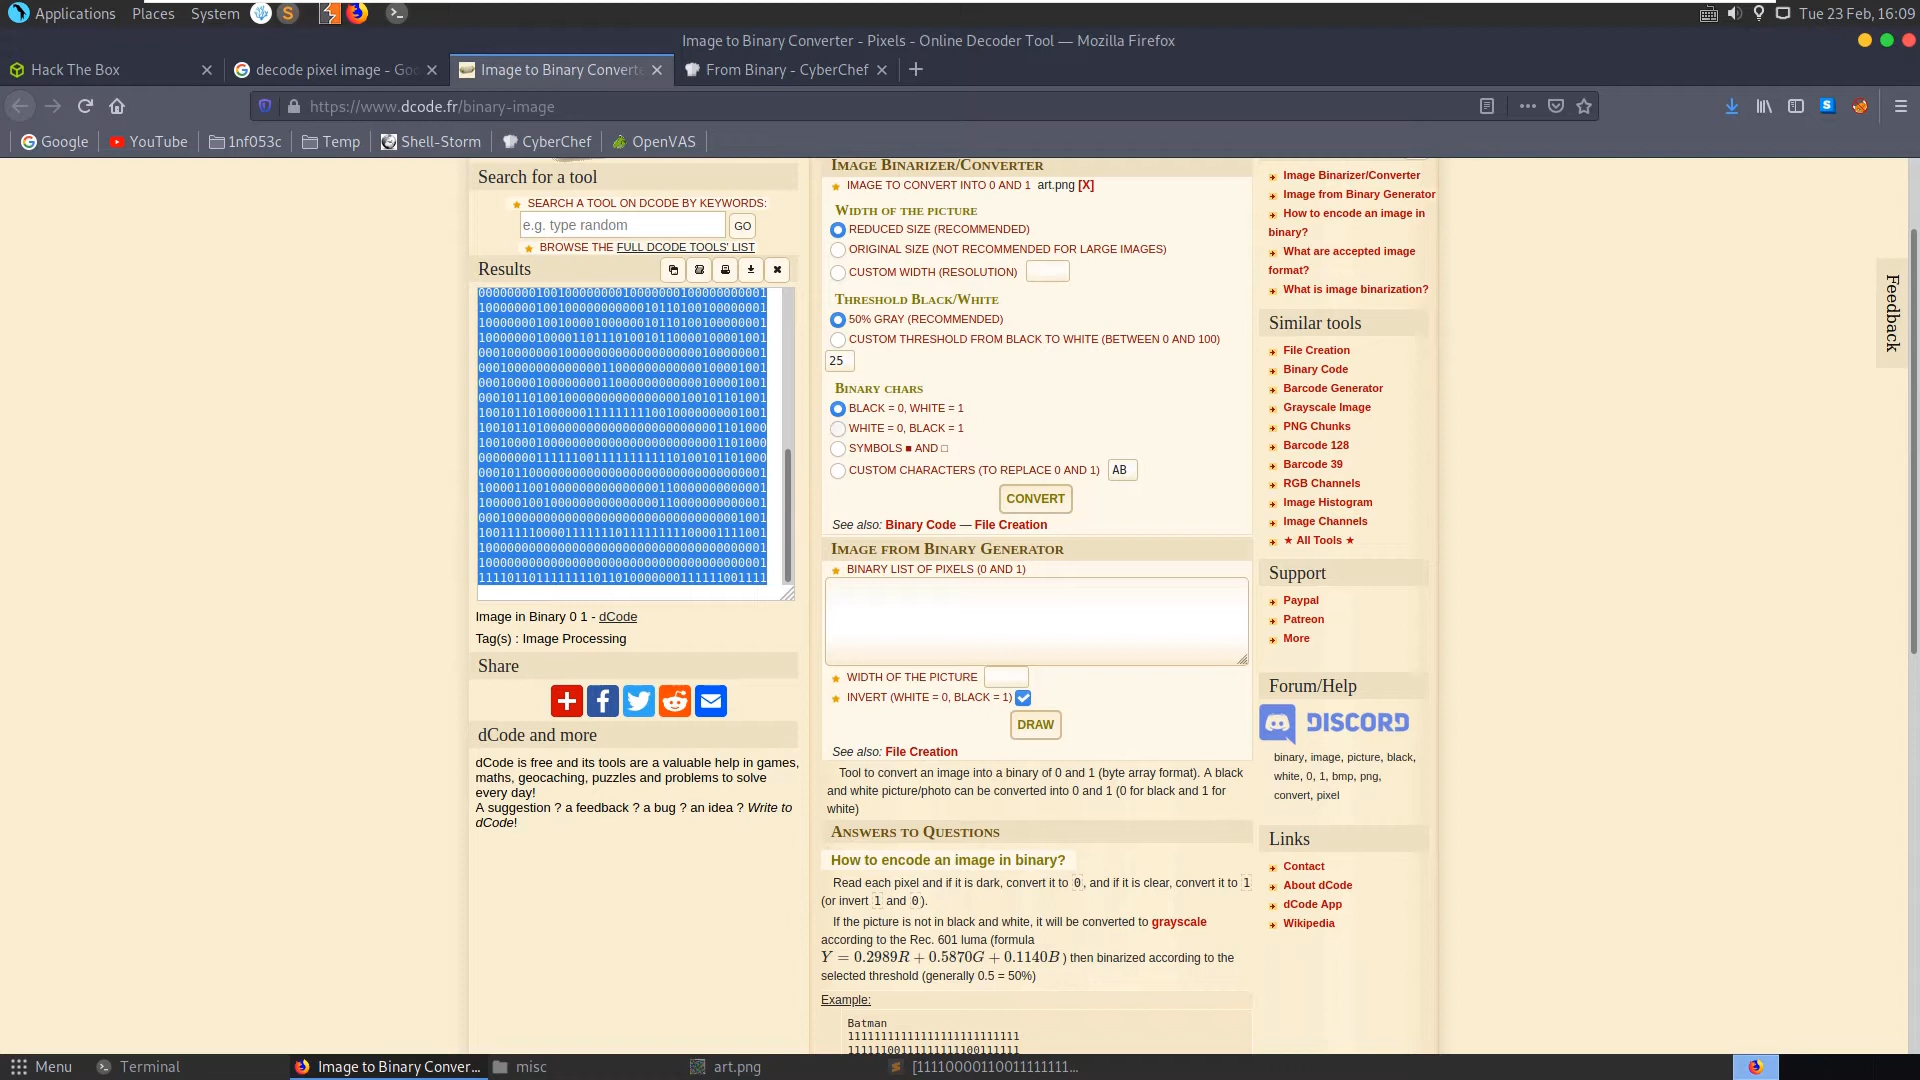 Applications Places System Tue 23 Feb, 16:09
Image to Binary Converter - Pixels - Online Decoder Tool — Mozilla Firefox
Hack The Box
decode pixel image - Goo
Image to Binary Converte
From Binary - CyberChef
https://www.dcode.fr/binary-image
Google YouTube 1nf053c Temp Shell-Storm CyberChef OpenVAS
Search for a tool
SEARCH A TOOL ON DCODE BY KEYWORDS:
e.g. type random GO
BROWSE THE FULL DCODE TOOLS' LIST
Results
Image in Binary 0 1 - dCode
Tag(s) : Image Processing
Share
dCode and more
dCode is free and its tools are a valuable help in games,
maths, geocaching, puzzles and problems to solve
every day!
A suggestion ? a feedback ? a bug ? an idea ? Write to
dCode!
IMAGE BINARIZER/CONVERTER
IMAGE TO CONVERT INTO 0 AND 1 art.png [X]
WIDTH OF THE PICTURE
REDUCED SIZE (RECOMMENDED)
ORIGINAL SIZE (NOT RECOMMENDED FOR LARGE IMAGES)
CUSTOM WIDTH (RESOLUTION)
THRESHOLD BLACK/WHITE
50% GRAY (RECOMMENDED)
CUSTOM THRESHOLD FROM BLACK TO WHITE (BETWEEN 0 AND 100)
25
BINARY CHARS
BLACK = 0, WHITE = 1
WHITE = 0, BLACK = 1
SYMBOLS ■ AND □
CUSTOM CHARACTERS (TO REPLACE 0 AND 1) AB
CONVERT
See also: Binary Code — File Creation
IMAGE FROM BINARY GENERATOR
BINARY LIST OF PIXELS (0 AND 1)
WIDTH OF THE PICTURE
INVERT (WHITE = 0, BLACK = 1)
DRAW
See also: File Creation
Tool to convert an image into a binary of 0 and 1 (byte array format). A black
and white picture/photo can be converted into 0 and 1 (0 for black and 1 for
white)
ANSWERS TO QUESTIONS
How to encode an image in binary?
Read each pixel and if it is dark, convert it to 0, and if it is clear, convert it to 1
(or invert 1 and 0).
If the picture is not in black and white, it will be converted to grayscale
according to the Rec. 601 luma (formula
Y = 0.2989R + 0.5870G + 0.1140B ) then binarized according to the
selected threshold (generally 0.5 = 50%)
Example:
Batman
Image Binarizer/Converter
Image from Binary Generator
How to encode an image in
binary?
What are accepted image
format?
What is image binarization?
Similar tools
File Creation
Binary Code
Barcode Generator
Grayscale Image
PNG Chunks
Barcode 128
Barcode 39
RGB Channels
Image Histogram
Image Channels
★ All Tools ★
Support
Paypal
Patreon
More
Forum/Help
DISCORD
binary, image, picture, black,
white, 0, 1, bmp, png,
convert, pixel
Links
Contact
About dCode
dCode App
Wikipedia
Feedback
Menu Terminal Image to Binary Conver... misc art.png